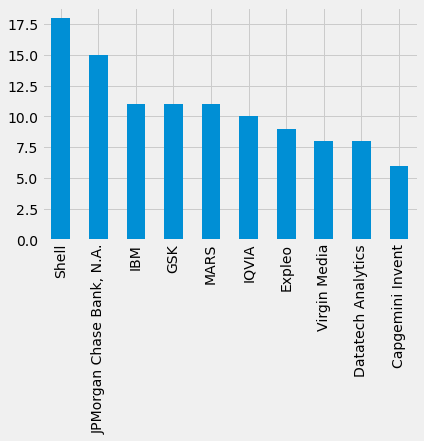 17.5
15.0
12.5
10.0
7.5
5.0
2.5
0.0
Shell
JPMorgan Chase Bank, N.A.
IBM
GSK
MARS
IQVIA
Expleo
Virgin Media
Datatech Analytics
Capgemini Invent